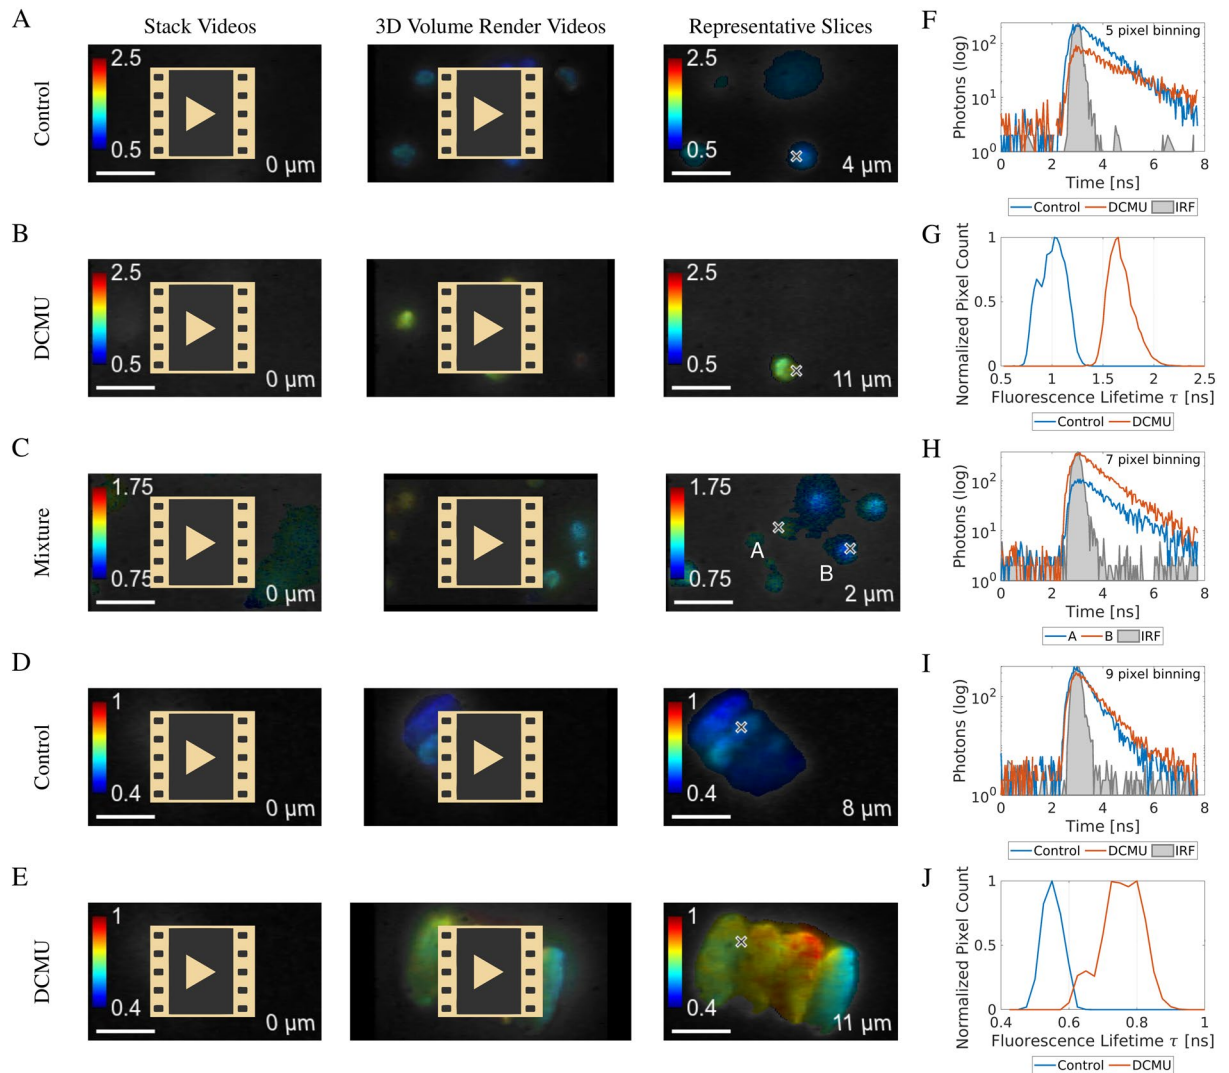 A
Stack Videos
3D Volume Render Videos
Representative Slices
Control
2.5
0.5
0 µm
2.5
0.5
4 µm
F
5 pixel binning
Photons (log)
10²
10¹
10⁰
0 2 4 6 8
Time [ns]
Control DCMU IRF
B
DCMU
2.5
0.5
0 µm
2.5
0.5
11 µm
G
Normalized Pixel Count
1
0.5
0
0.5 1 1.5 2 2.5
Fluorescence Lifetime τ [ns]
Control DCMU
C
Mixture
1.75
0.75
0 µm
1.75
0.75
A
B
2 µm
H
7 pixel binning
Photons (log)
10²
10¹
10⁰
0 2 4 6 8
Time [ns]
A B IRF
D
Control
1
0.4
0 µm
1
0.4
8 µm
I
9 pixel binning
Photons (log)
10²
10⁰
0 2 4 6 8
Time [ns]
Control DCMU IRF
E
DCMU
1
0.4
0 µm
1
0.4
11 µm
J
Normalized Pixel Count
1
0.5
0
0.4 0.6 0.8 1
Fluorescence Lifetime τ [ns]
Control DCMU